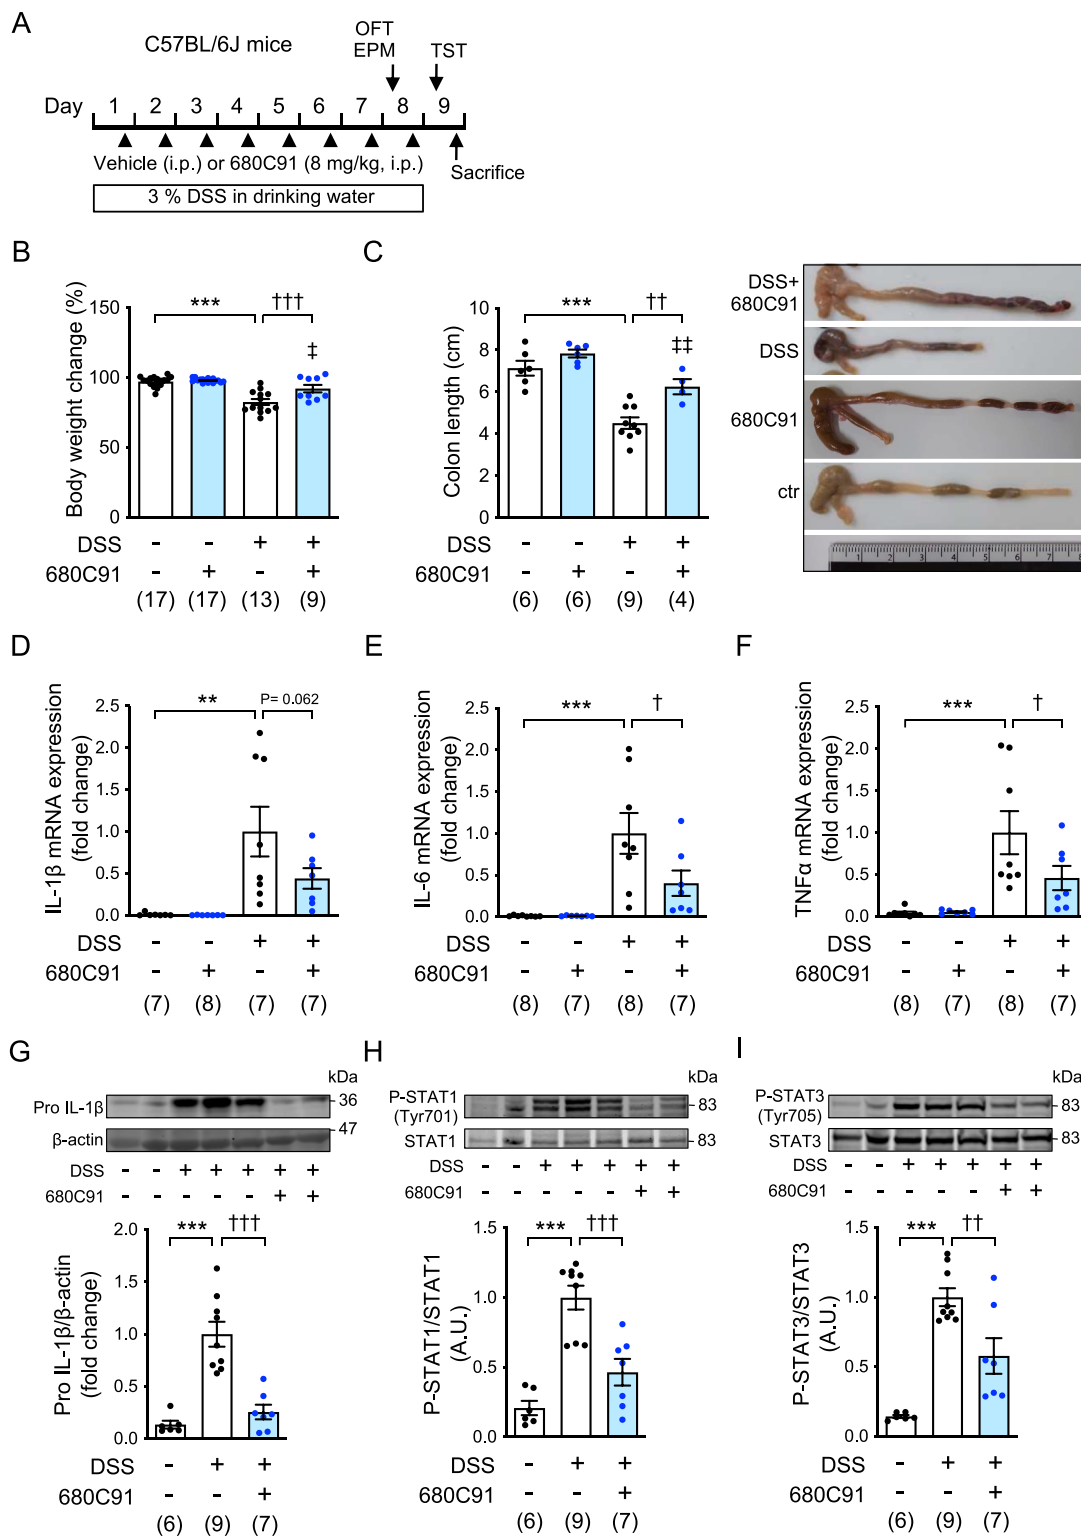 A
C57BL/6J mice
OFT
EPM
TST
Day 1 2 3 4 5 6 7 8 9
Vehicle (i.p.) or 680C91 (8 mg/kg, i.p.)
Sacrifice
3 % DSS in drinking water
B
Body weight change (%)
150
100
50
0
***
†††
‡
DSS - - + +
680C91 - + - +
(17) (17) (13) (9)
C
Colon length (cm)
10
8
6
4
2
0
***
††
‡‡
DSS - - + +
680C91 - + - +
(6) (6) (9) (4)
DSS+
680C91
DSS
680C91
ctr
1 2 3 4 5 6 7 8
D
IL-1β mRNA expression
(fold change)
2.5
2.0
1.5
1.0
0.5
0.0
**
P= 0.062
DSS - - + +
680C91 - + - +
(7) (8) (7) (7)
E
IL-6 mRNA expression
(fold change)
2.5
2.0
1.5
1.0
0.5
0.0
***
†
DSS - - + +
680C91 - + - +
(8) (7) (8) (7)
F
TNFα mRNA expression
(fold change)
2.5
2.0
1.5
1.0
0.5
0.0
***
†
DSS - - + +
680C91 - + - +
(8) (7) (8) (7)
G
kDa
Pro IL-1β
36
β-actin
47
DSS - - + + + + +
680C91 - - - - - + +
Pro IL-1β/β-actin
(fold change)
2.0
1.5
1.0
0.5
0.0
***
†††
DSS - + +
680C91 - - +
(6) (9) (7)
H
kDa
P-STAT1
(Tyr701)
83
STAT1
83
DSS - - + + + + +
680C91 - - - - - + +
P-STAT1/STAT1
(A.U.)
1.5
1.0
0.5
0.0
***
†††
DSS - + +
680C91 - - +
(6) (9) (7)
I
kDa
P-STAT3
(Tyr705)
83
STAT3
83
DSS - - + + + + +
680C91 - - - - - + +
P-STAT3/STAT3
(A.U.)
1.5
1.0
0.5
0.0
***
††
DSS - + +
680C91 - - +
(6) (9) (7)